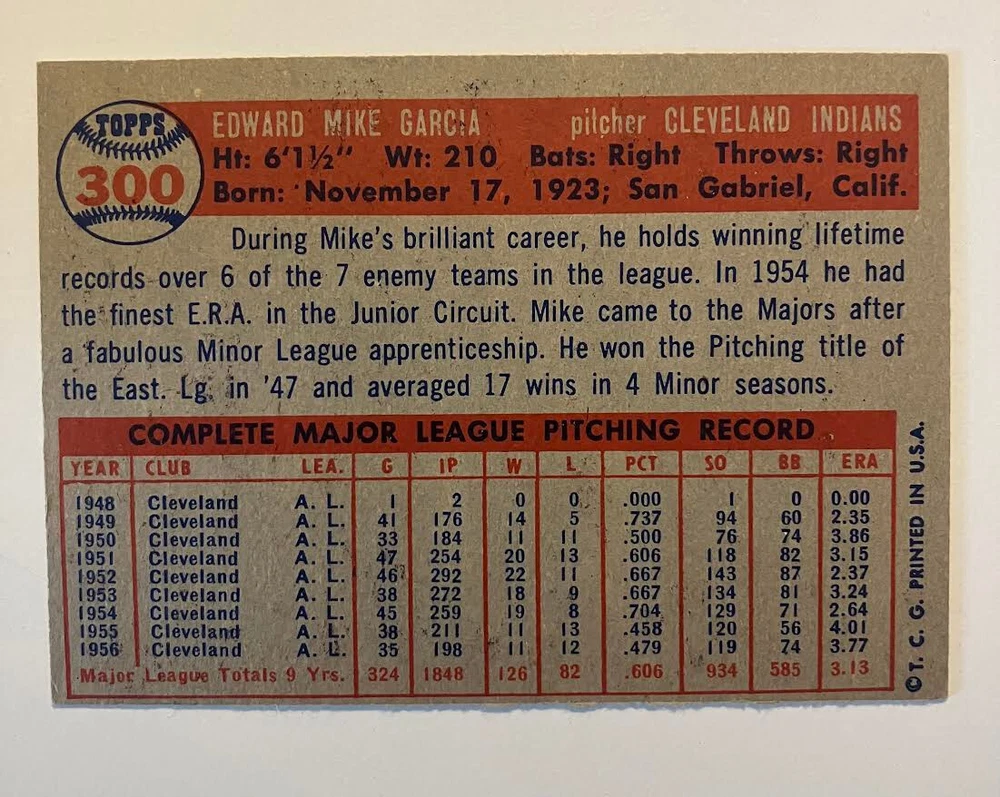 TOPPS
300
EDWARD MIKE GARCIA pitcher CLEVELAND INDIANS
Ht: 6'1½" Wt: 210 Bats: Right Throws: Right
Born: November 17, 1923; San Gabriel, Calif.
During Mike's brilliant career, he holds winning lifetime
records over 6 of the 7 enemy teams in the league. In 1954 he had
the finest E.R.A. in the Junior Circuit. Mike came to the Majors after
a fabulous Minor League apprenticeship. He won the Pitching title of
the East. Lg. in '47 and averaged 17 wins in 4 Minor seasons.
COMPLETE MAJOR LEAGUE PITCHING RECORD
YEAR CLUB LEA. G IP W L PCT SO BB ERA
1948 Cleveland A. L. 1 2 0 0 .000 1 0 0.00
1949 Cleveland A. L. 41 176 14 5 .737 94 60 2.35
1950 Cleveland A. L. 33 184 11 11 .500 76 74 3.86
1951 Cleveland A. L. 47 254 20 13 .606 118 82 3.15
1952 Cleveland A. L. 46 292 22 11 .667 143 87 2.37
1953 Cleveland A. L. 38 272 18 9 .667 134 81 3.24
1954 Cleveland A. L. 45 259 19 8 .704 129 71 2.64
1955 Cleveland A. L. 38 211 11 13 .458 120 56 4.01
1956 Cleveland A. L. 35 198 11 12 .479 119 74 3.77
Major League Totals 9 Yrs. 324 1848 126 82 .606 934 585 3.13
© T. C. G. PRINTED IN U.S.A.